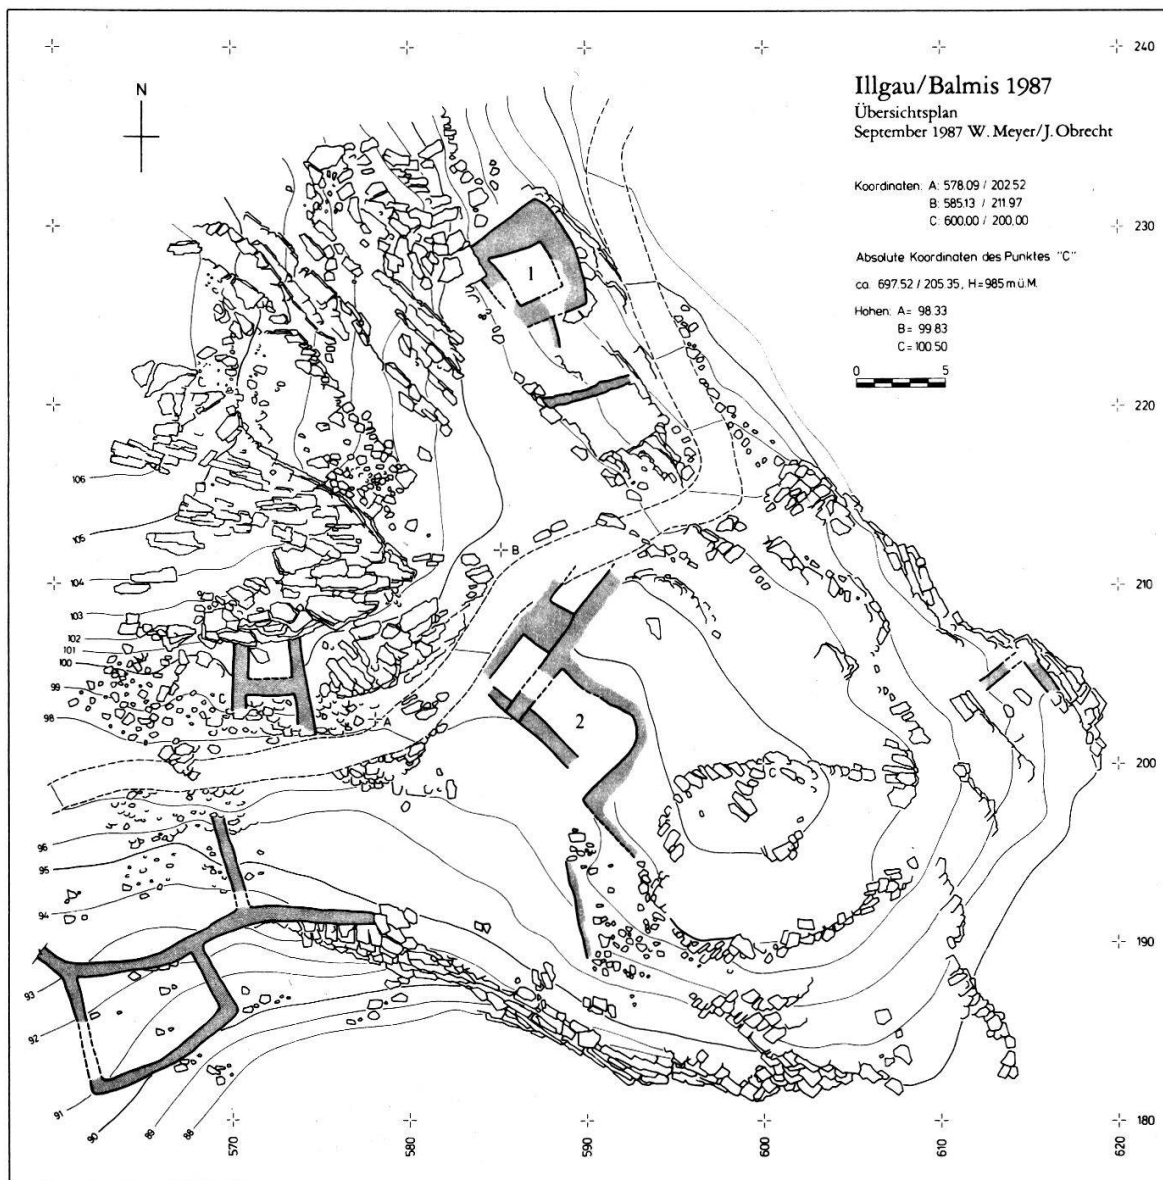 240
N
Illgau/Balmis 1987
Übersichtsplan
September 1987 W. Meyer/J. Obrecht
Koordinaten: A: 578.09 / 202.52
B: 585.13 / 211.97
C: 600.00 / 200.00
Absolute Koordinaten des Punktes "C"
ca. 697.52 / 205.35, H=985 m ü.M.
Höhen: A= 98.33
B= 99.83
C=100.50
0 5
230
1
220
106
105
B
104
210
103
102
101
100
99
98
A
2
C
200
96
95
94
190
93
92
91
90
89
88
180
570
580
590
600
610
620